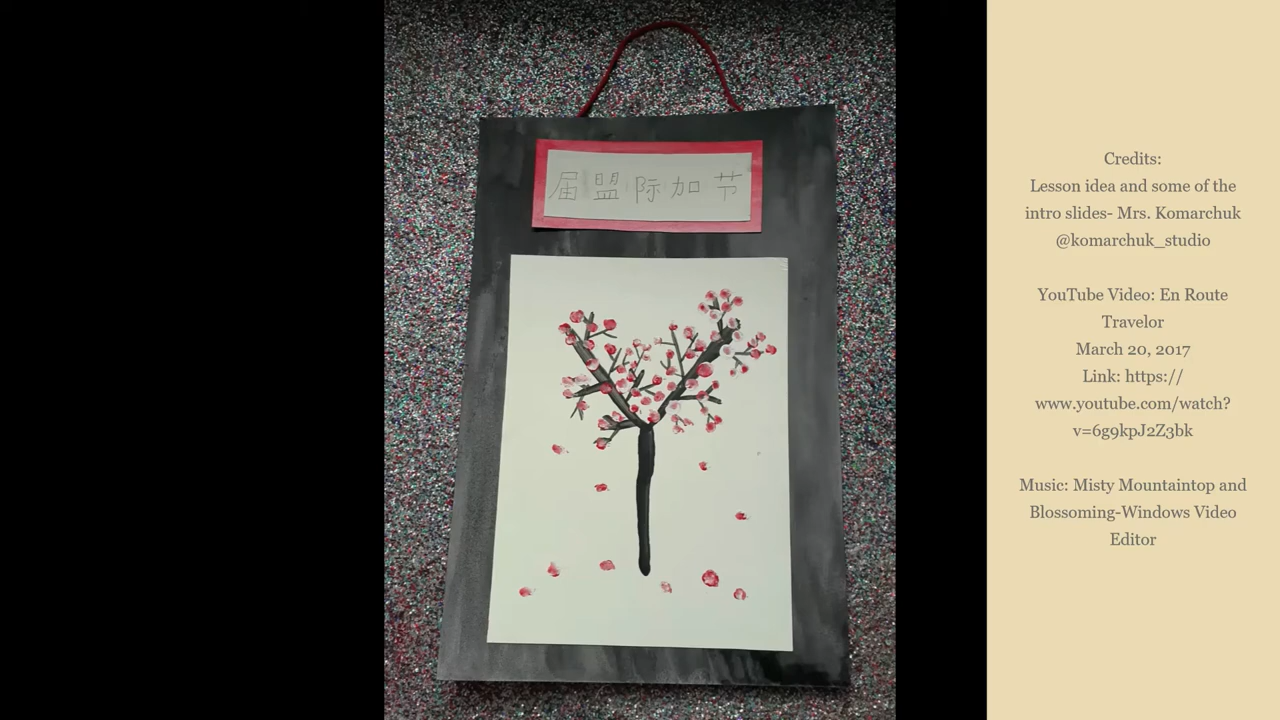 届盟际加节
Credits:
Lesson idea and some of the
intro slides- Mrs. Komarchuk
@komarchuk_studio
YouTube Video: En Route
Travelor
March 20, 2017
Link: https://
www.youtube.com/watch?
v=6g9kpJ2Z3bk
Music: Misty Mountaintop and
Blossoming-Windows Video
Editor